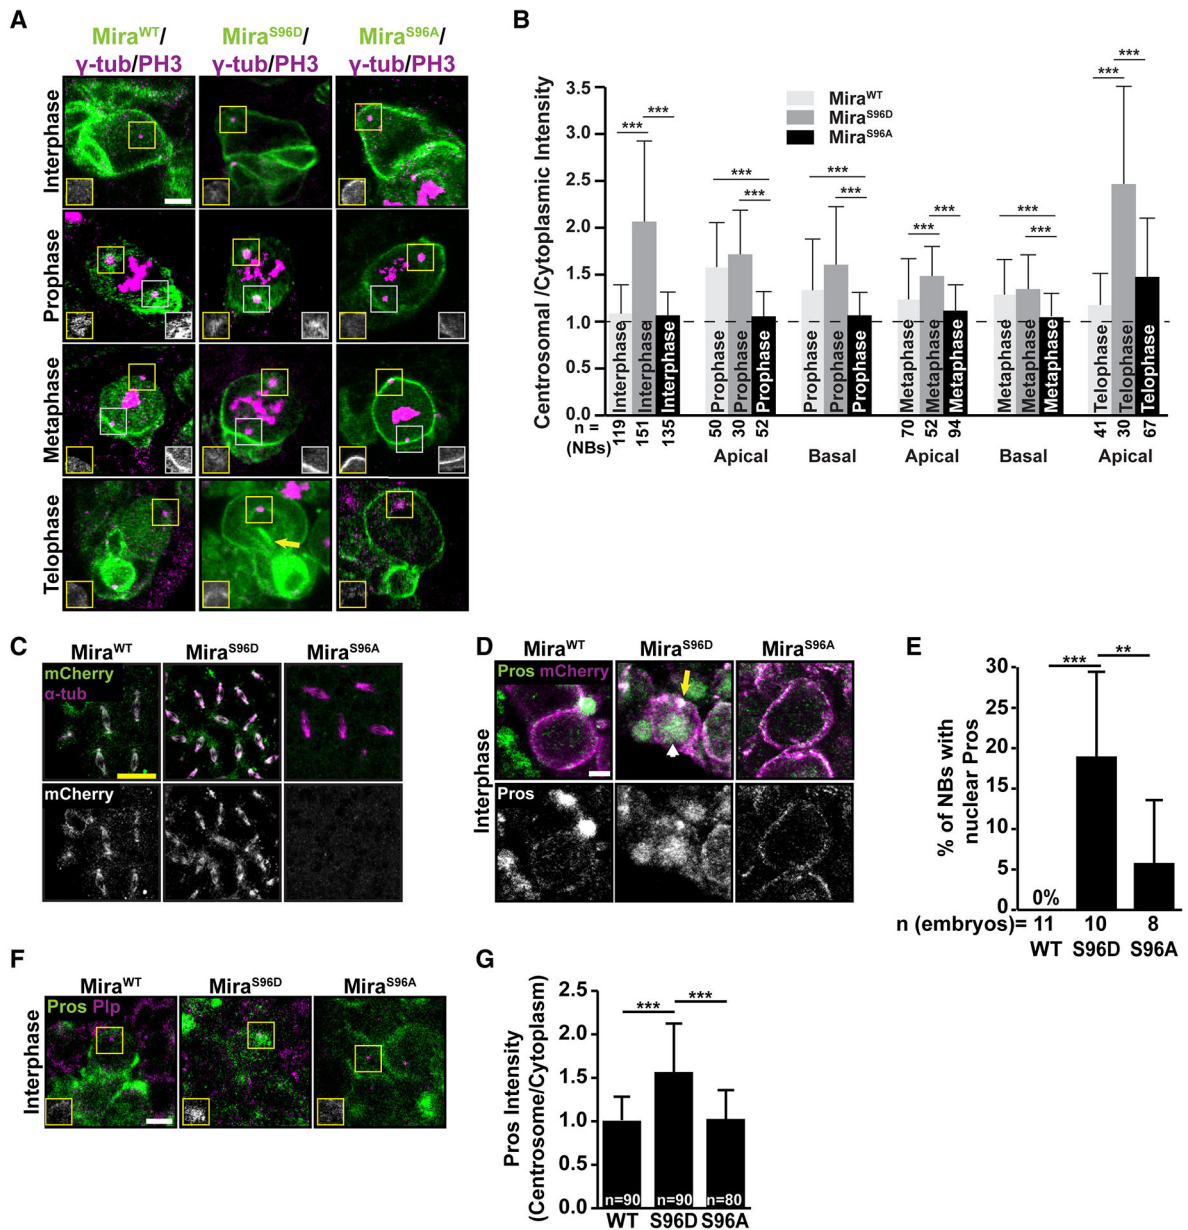 A
Mira^WT/ γ-tub/PH3
Mira^S96D/ γ-tub/PH3
Mira^S96A/ γ-tub/PH3
Interphase
Prophase
Metaphase
Telophase
B
Centrosomal /Cytoplasmic Intensity
3.5
3.0
2.5
2.0
1.5
1.0
0.5
0.0
Mira^WT
Mira^S96D
Mira^S96A
*** ***
*** ***
*** ***
*** ***
*** ***
*** ***
Interphase Interphase Interphase
Prophase Prophase Prophase
Prophase Prophase Prophase
Metaphase Metaphase Metaphase
Metaphase Metaphase Metaphase
Telophase Telophase Telophase
n = (NBs)
119 151 135
50 30 52
70 52 94
41 30 67
Apical Basal Apical Basal Apical
C
Mira^WT Mira^S96D Mira^S96A
mCherry
α-tub
mCherry
D
Mira^WT Mira^S96D Mira^S96A
Pros mCherry
Interphase
Pros
E
% of NBs with nuclear Pros
30
25
20
15
10
5
0
*** **
0%
n (embryos)= 11 10 8
WT S96D S96A
F
Mira^WT Mira^S96D Mira^S96A
Pros Plp
Interphase
G
Pros Intensity
(Centrosome/Cytoplasm)
2.5
2.0
1.5
1.0
0.5
0.0
*** ***
n=90 n=90 n=80
WT S96D S96A